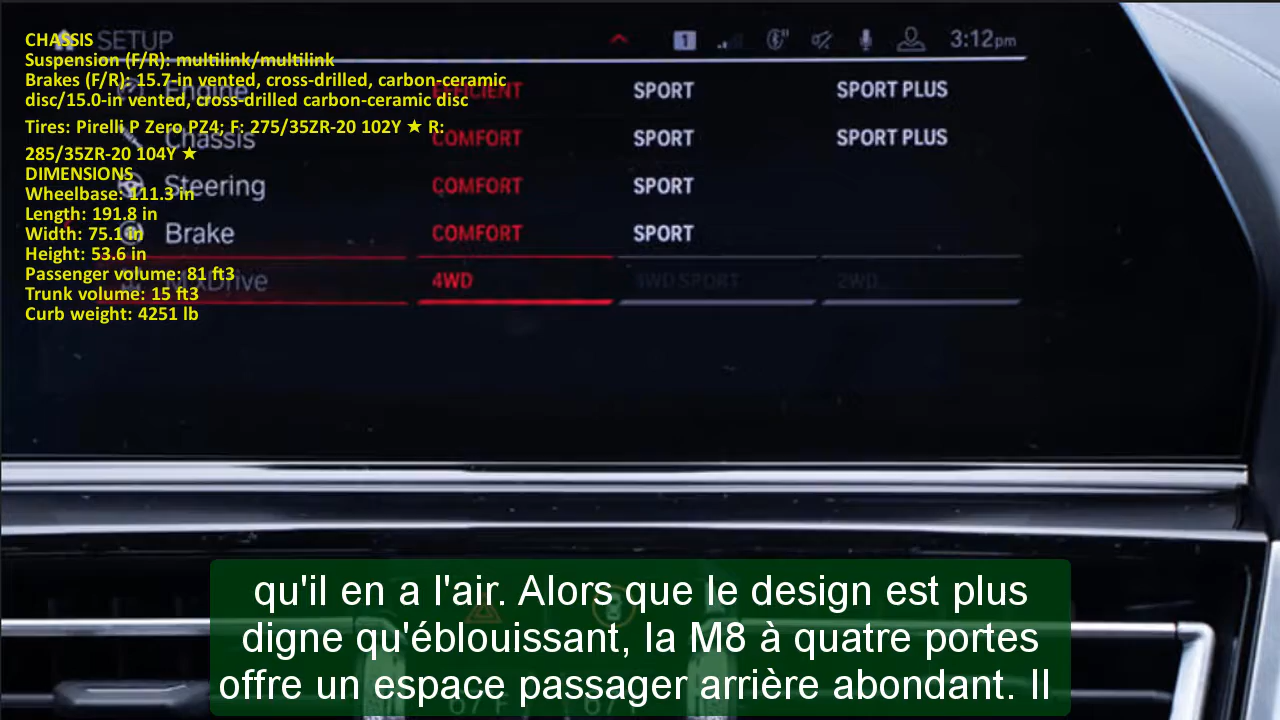 SETUP
3:12pm
CHASSIS
Suspension (F/R): multilink/multilink
Brakes (F/R): 15.7-in vented, cross-drilled, carbon-ceramic
disc/15.0-in vented, cross-drilled carbon-ceramic disc
Tires: Pirelli P Zero PZ4; F: 275/35ZR-20 102Y ★ R:
285/35ZR-20 104Y ★
DIMENSIONS
Wheelbase: 111.3 in
Length: 191.8 in
Width: 75.1 in
Height: 53.6 in
Passenger volume: 81 ft3
Trunk volume: 15 ft3
Curb weight: 4251 lb
Engine EFFICIENT SPORT SPORT PLUS
Chassis COMFORT SPORT SPORT PLUS
Steering COMFORT SPORT
Brake COMFORT SPORT
4WD 4WD SPORT 2WD
qu'il en a l'air. Alors que le design est plus
digne qu'éblouissant, la M8 à quatre portes
offre un espace passager arrière abondant. Il